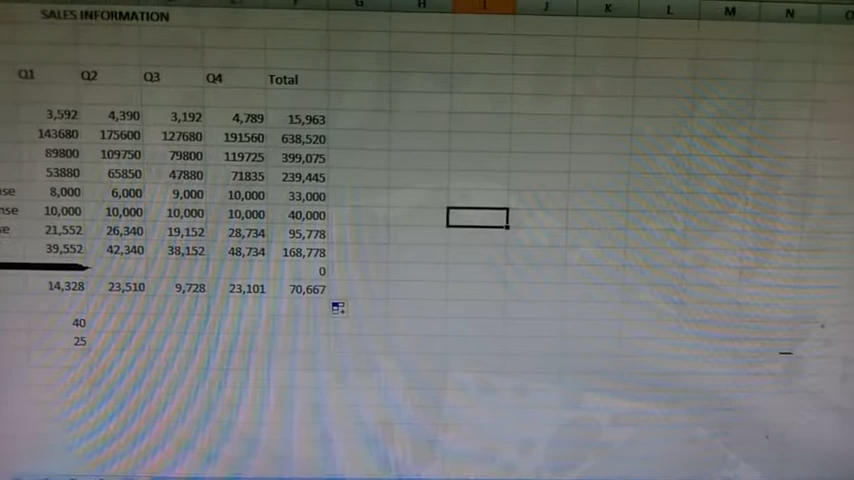 G H I J K L M N O
SALES INFORMATION
Q1 Q2 Q3 Q4 Total
3,592 4,390 3,192 4,789 15,963
143680 175600 127680 191560 638,520
89800 109750 79800 119725 399,075
53880 65850 47880 71835 239,445
se 8,000 6,000 9,000 10,000 33,000
nse 10,000 10,000 10,000 10,000 40,000
e 21,552 26,340 19,152 28,734 95,778
39,552 42,340 38,152 48,734 168,778
0
14,328 23,510 9,728 23,101 70,667
40
25